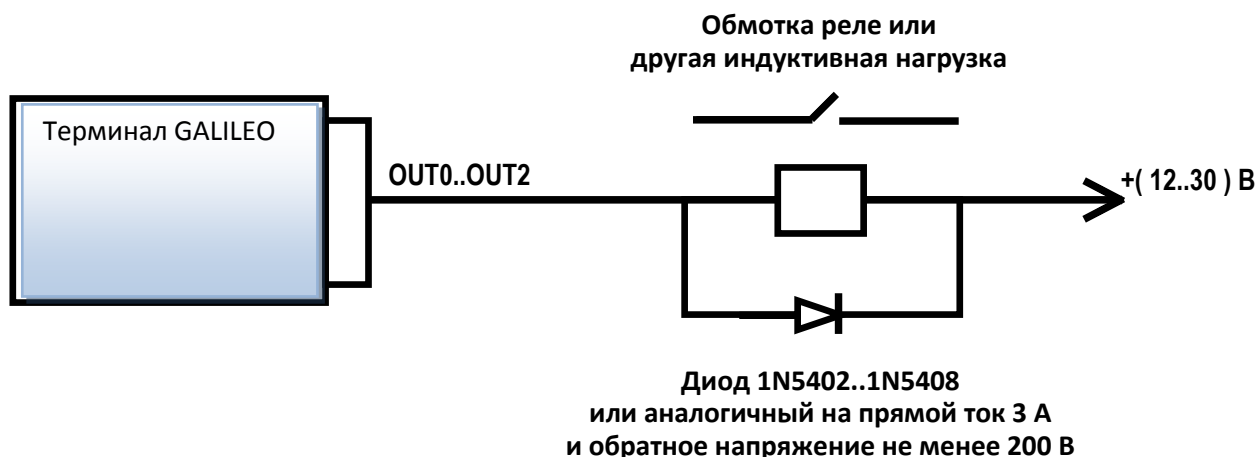 Обмотка реле или
другая индуктивная нагрузка
Терминал GALILEO
OUT0..OUT2
+( 12..30 ) В
Диод 1N5402..1N5408
или аналогичный на прямой ток 3 А
и обратное напряжение не менее 200 В